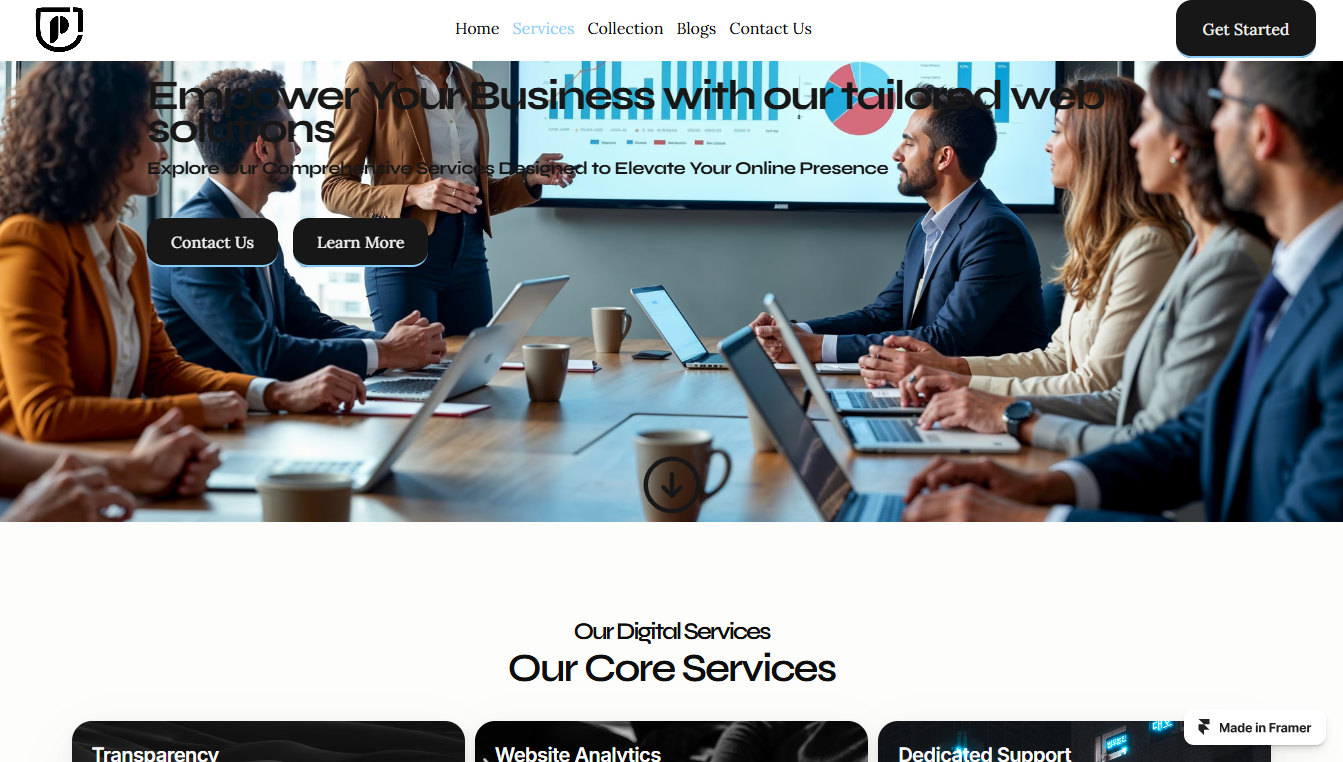 Home Services Collection Blogs Contact Us
Get Started
Empower Your Business with our tailored web
solutions
Explore Our Comprehensive Services Designed to Elevate Your Online Presence
Contact Us
Learn More
Our Digital Services
Our Core Services
Transparency
Website Analytics
Dedicated Support
Made in Framer